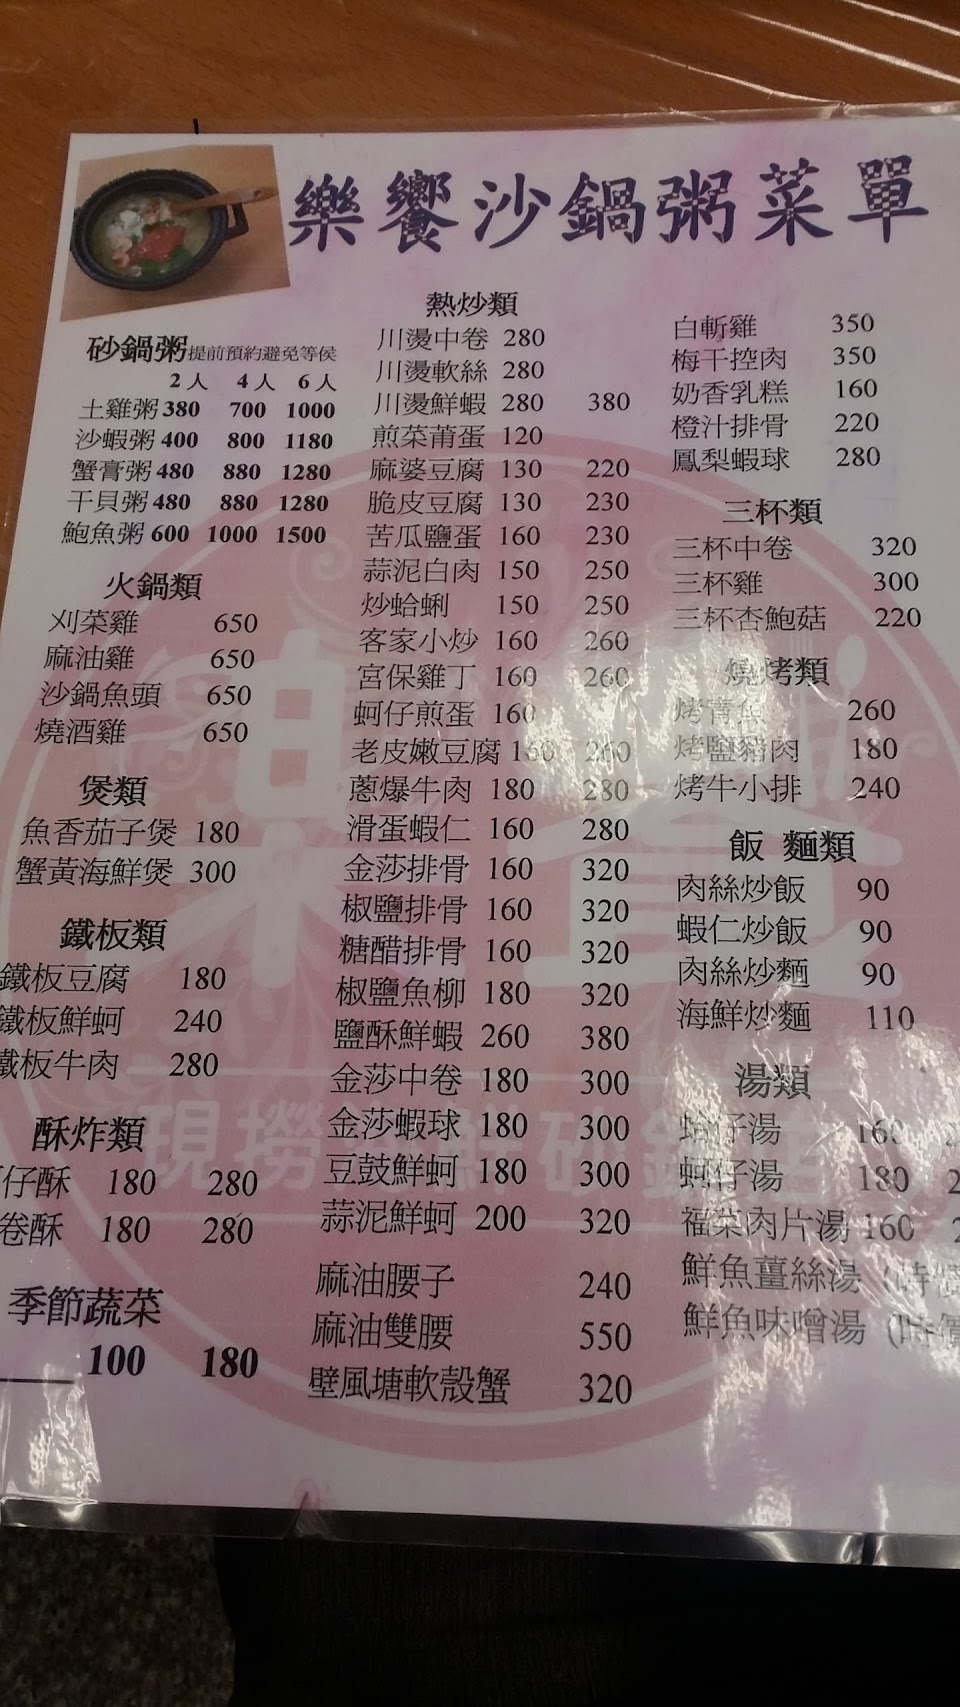 樂饗沙鍋粥菜單
砂鍋粥 提前預約避免等侯
2人 4人 6人
土雞粥 380 700 1000
沙蝦粥 400 800 1180
蟹膏粥 480 880 1280
干貝粥 480 880 1280
鮑魚粥 600 1000 1500
火鍋類
刈菜雞 650
麻油雞 650
沙鍋魚頭 650
燒酒雞 650
煲類
魚香茄子煲 180
蟹黃海鮮煲 300
鐵板類
鐵板豆腐 180
鐵板鮮蚵 240
鐵板牛肉 280
酥炸類
仔酥 180 280
卷酥 180 280
季節蔬菜
100 180
熱炒類
川燙中卷 280
川燙軟絲 280
川燙鮮蝦 280 380
煎菜莆蛋 120
麻婆豆腐 130 220
脆皮豆腐 130 230
苦瓜鹽蛋 160 230
蒜泥白肉 150 250
炒蛤蜊 150 250
客家小炒 160 260
宮保雞丁 160 260
蚵仔煎蛋 160
老皮嫩豆腐 160 260
蔥爆牛肉 180 280
滑蛋蝦仁 160 280
金莎排骨 160 320
椒鹽排骨 160 320
糖醋排骨 160 320
椒鹽魚柳 180 320
鹽酥鮮蝦 260 380
金莎中卷 180 300
金莎蝦球 180 300
豆鼓鮮蚵 180 300
蒜泥鮮蚵 200 320
麻油腰子 240
麻油雙腰 550
壁風塘軟殼蟹 320
白斬雞 350
梅干控肉 350
奶香乳糕 160
橙汁排骨 220
鳳梨蝦球 280
三杯類
三杯中卷 320
三杯雞 300
三杯杏鮑菇 220
燒烤類
烤青魚 260
烤鹽豬肉 180
烤牛小排 240
飯 麵類
肉絲炒飯 90
蝦仁炒飯 90
肉絲炒麵 90
海鮮炒麵 110
湯類
蛤仔湯 160
蚵仔湯 180
福菜肉片湯 160
鮮魚薑絲湯 (時價
鮮魚味噌湯 (時價